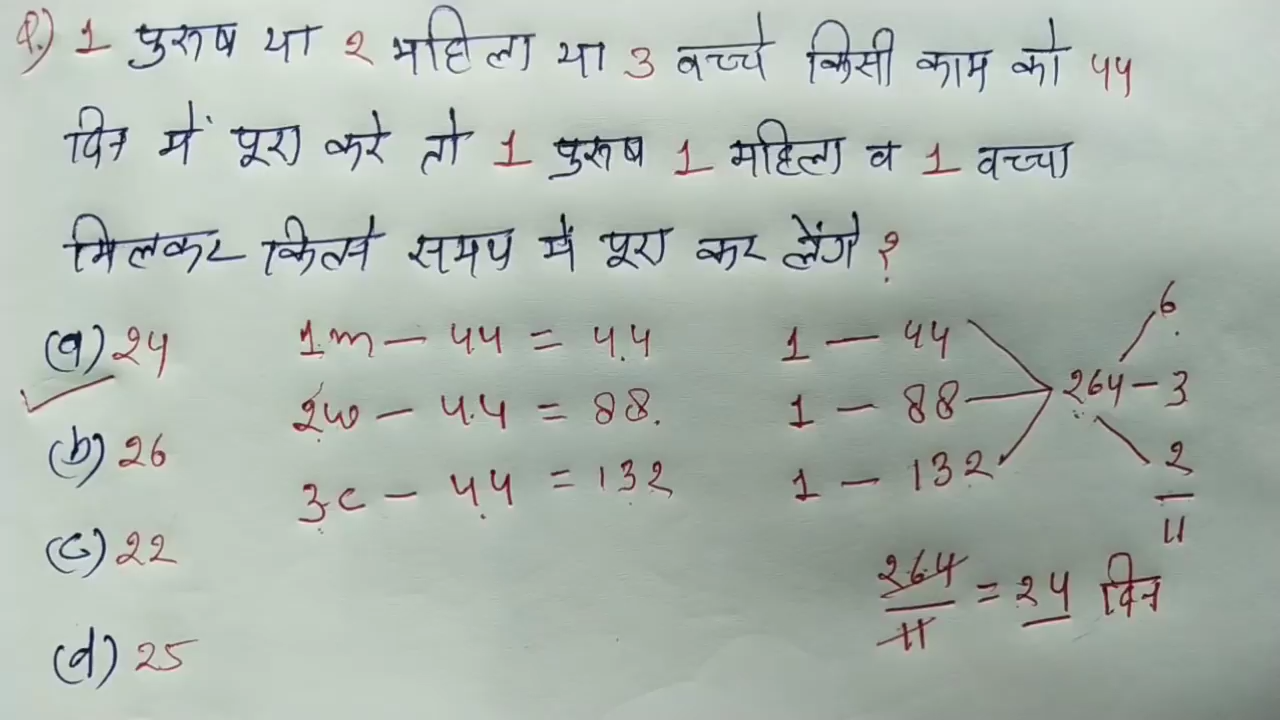 Q.) 1 पुरुष या 2 महिला या 3 बच्चे किसी काम को 44
दिन में पूरा करे तो 1 पुरुष 1 महिला व 1 बच्चा
मिलकर कितने समय में पूरा कर लेंगे ?
(a) 24
(b) 26
(c) 22
(d) 25
1m — 44 = 44
2w — 44 = 88
3c — 44 = 132
1 — 44
1 — 88
1 — 132
6
264 — 3
2
11
264/11 = 24 दिन